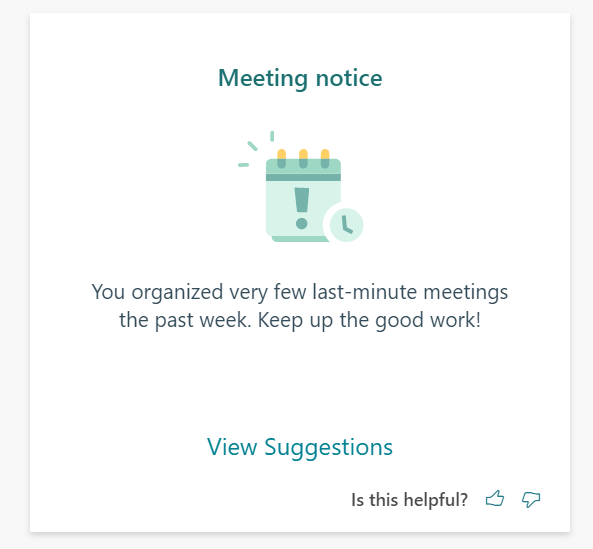 Meeting notice
You organized very few last-minute meetings
the past week. Keep up the good work!
View Suggestions
Is this helpful?